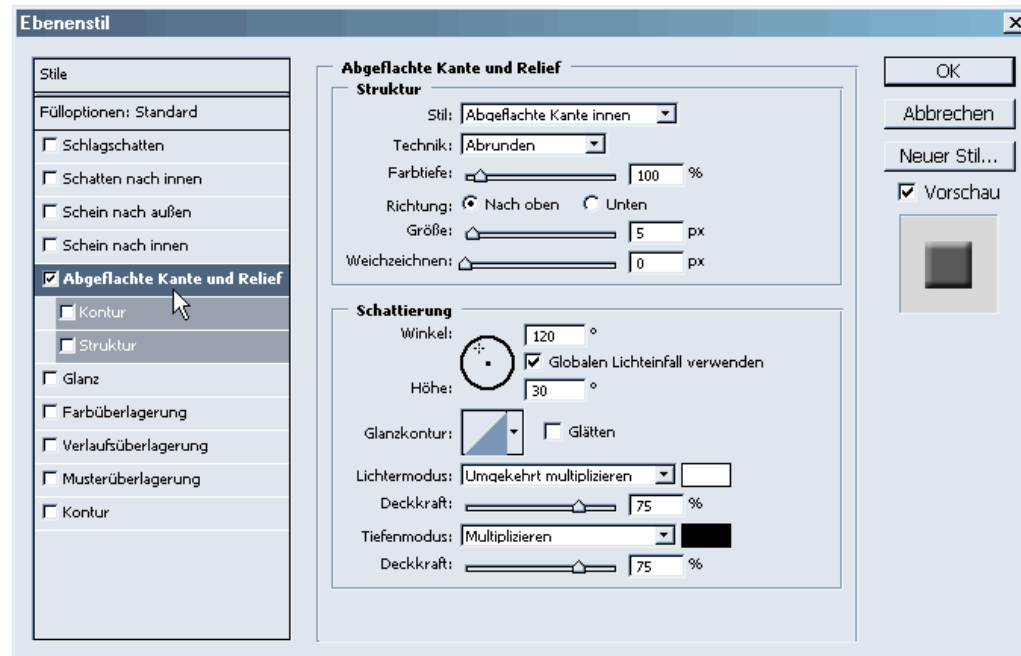 Ebenenstil
Stile
Fülloptionen: Standard
Schlagschatten
Schatten nach innen
Schein nach außen
Schein nach innen
Abgeflachte Kante und Relief
Kontur
Struktur
Glanz
Farbüberlagerung
Verlaufsüberlagerung
Musterüberlagerung
Kontur
Abgeflachte Kante und Relief
Struktur
Stil: Abgeflachte Kante innen
Technik: Abrunden
Farbtiefe: 100 %
Richtung: Nach oben Unten
Größe: 5 px
Weichzeichnen: 0 px
Schattierung
Winkel: 120 °
Globalen Lichteinfall verwenden
Höhe: 30 °
Glanzkontur: Glätten
Lichtermodus: Umgekehrt multiplizieren
Deckkraft: 75 %
Tiefenmodus: Multiplizieren
Deckkraft: 75 %
OK
Abbrechen
Neuer Stil...
Vorschau